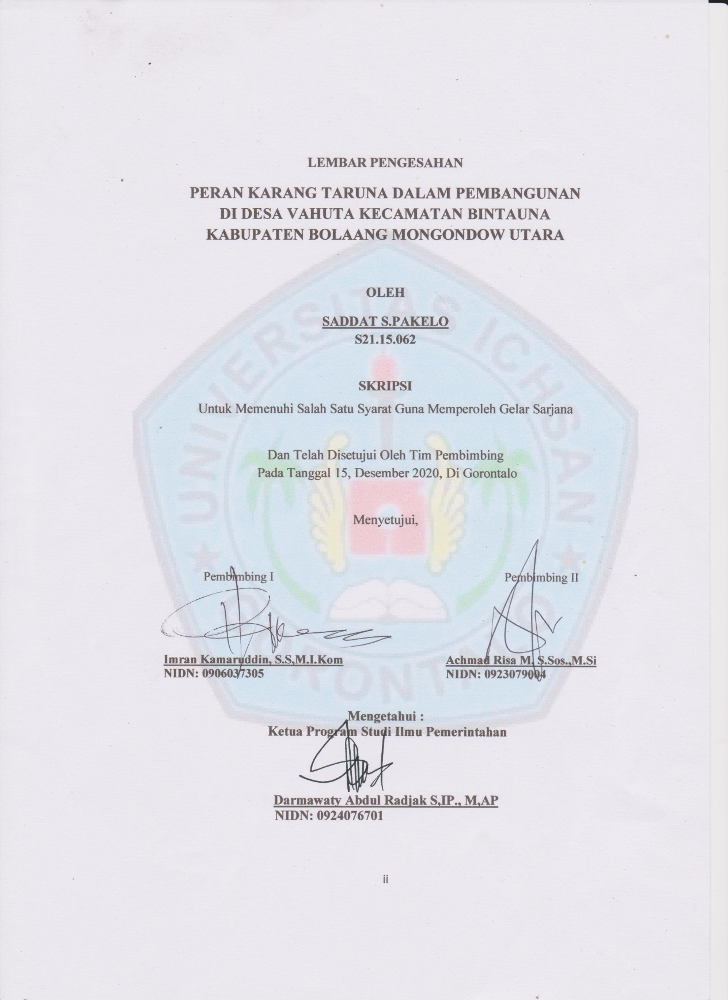 LEMBAR PENGESAHAN
PERAN KARANG TARUNA DALAM PEMBANGUNAN
DI DESA VAHUTA KECAMATAN BINTAUNA
KABUPATEN BOLAANG MONGONDOW UTARA
OLEH
SADDAT S.PAKELO
S21.15.062
SKRIPSI
Untuk Memenuhi Salah Satu Syarat Guna Memperoleh Gelar Sarjana
Dan Telah Disetujui Oleh Tim Pembimbing
Pada Tanggal 15, Desember 2020, Di Gorontalo
Menyetujui,
Pembimbing I
Pembimbing II
Imran Kamaruddin, S.S,M.I.Kom
NIDN: 0906037305
Achmad Risa M, S.Sos.,M.Si
NIDN: 0923079004
Mengetahui :
Ketua Program Studi Ilmu Pemerintahan
Darmawaty Abdul Radjak S,IP., M,AP
NIDN: 0924076701
ii
UNIVERSITAS ICHSAN
GORONTALO